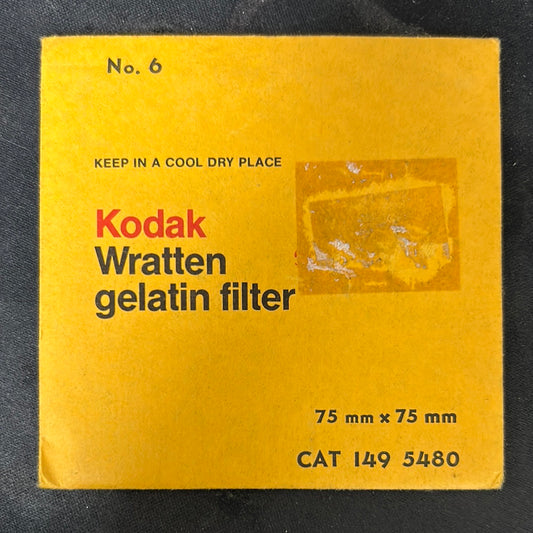 No. 6
KEEP IN A COOL DRY PLACE
Kodak
Wratten
gelatin filter
75 mm x 75 mm
CAT 149 5480